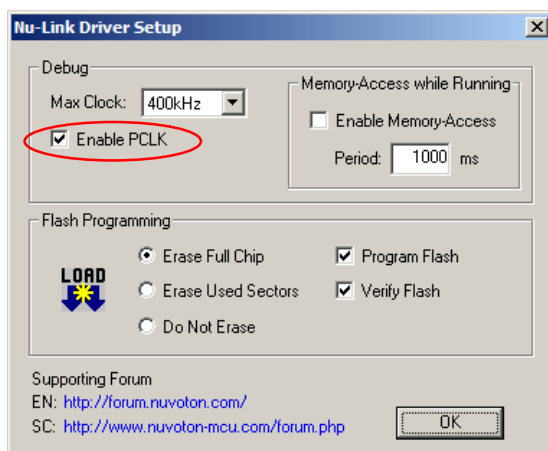 Nu-Link Driver Setup
Debug
Max Clock: 400kHz
Enable PCLK
Memory-Access while Running
Enable Memory-Access
Period: 1000 ms
Flash Programming
LOAD
Erase Full Chip
Program Flash
Erase Used Sectors
Verify Flash
Do Not Erase
Supporting Forum
EN: http://forum.nuvoton.com/
SC: http://www.nuvoton-mcu.com/forum.php
OK